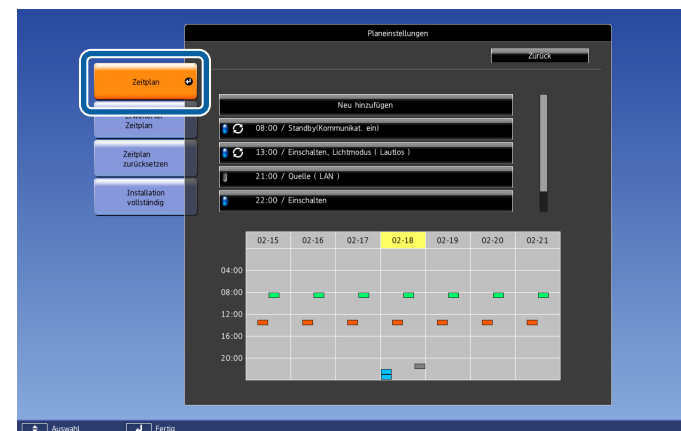 Planeinstellungen
Zurück
Zeitplan
Neu hinzufügen
Erweiterter
Zeitplan
08:00 / Standby(Kommunikat. ein)
Zeitplan
zurücksetzen
13:00 / Einschalten, Lichtmodus ( Lautlos )
21:00 / Quelle ( LAN )
Installation
vollständig
22:00 / Einschalten
02-15 02-16 02-17 02-18 02-19 02-20 02-21
04:00
08:00
12:00
16:00
20:00
Auswahl Fertig